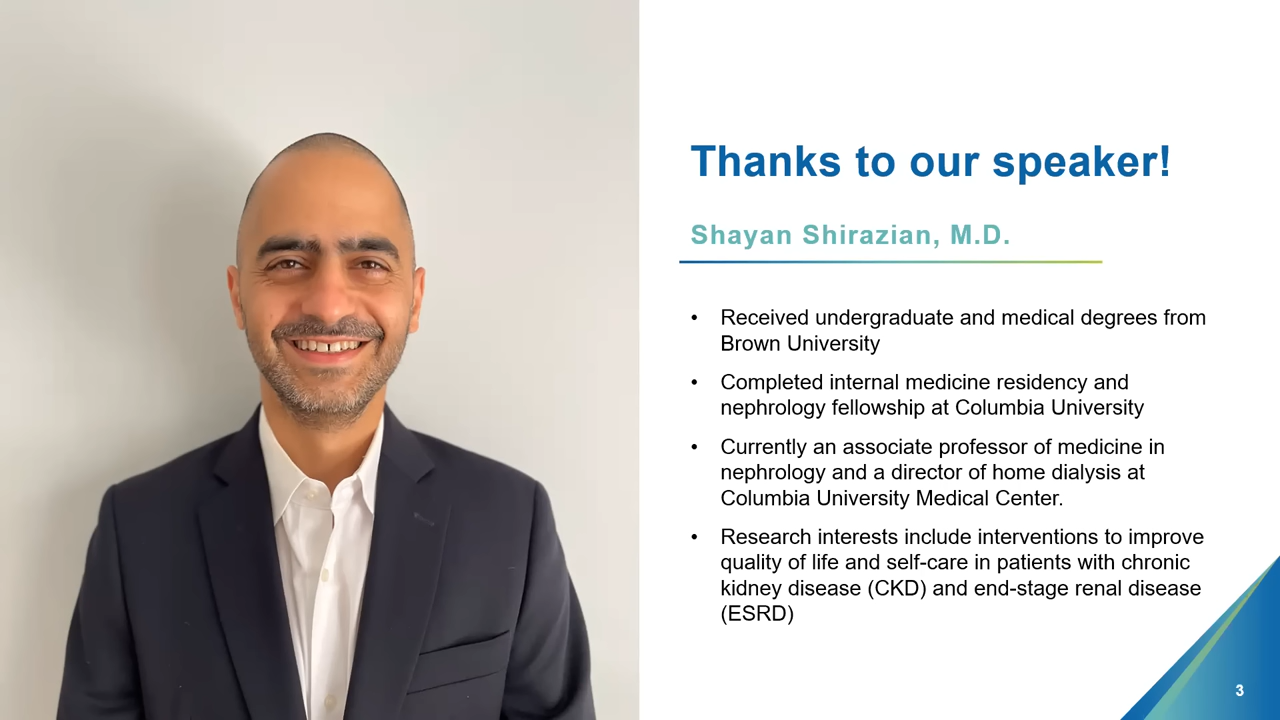 Thanks to our speaker!
Shayan Shirazian, M.D.
• Received undergraduate and medical degrees from
Brown University
• Completed internal medicine residency and
nephrology fellowship at Columbia University
• Currently an associate professor of medicine in
nephrology and a director of home dialysis at
Columbia University Medical Center.
• Research interests include interventions to improve
quality of life and self-care in patients with chronic
kidney disease (CKD) and end-stage renal disease
(ESRD)
3